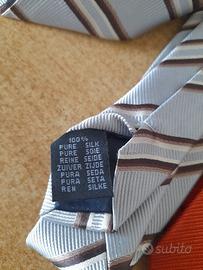 100%
PURE SILK
PURE SOIE
REINE SEIDE
ZUIVER ZIJDE
PURA SEDA
PURA SETA
REN SILKE
subito